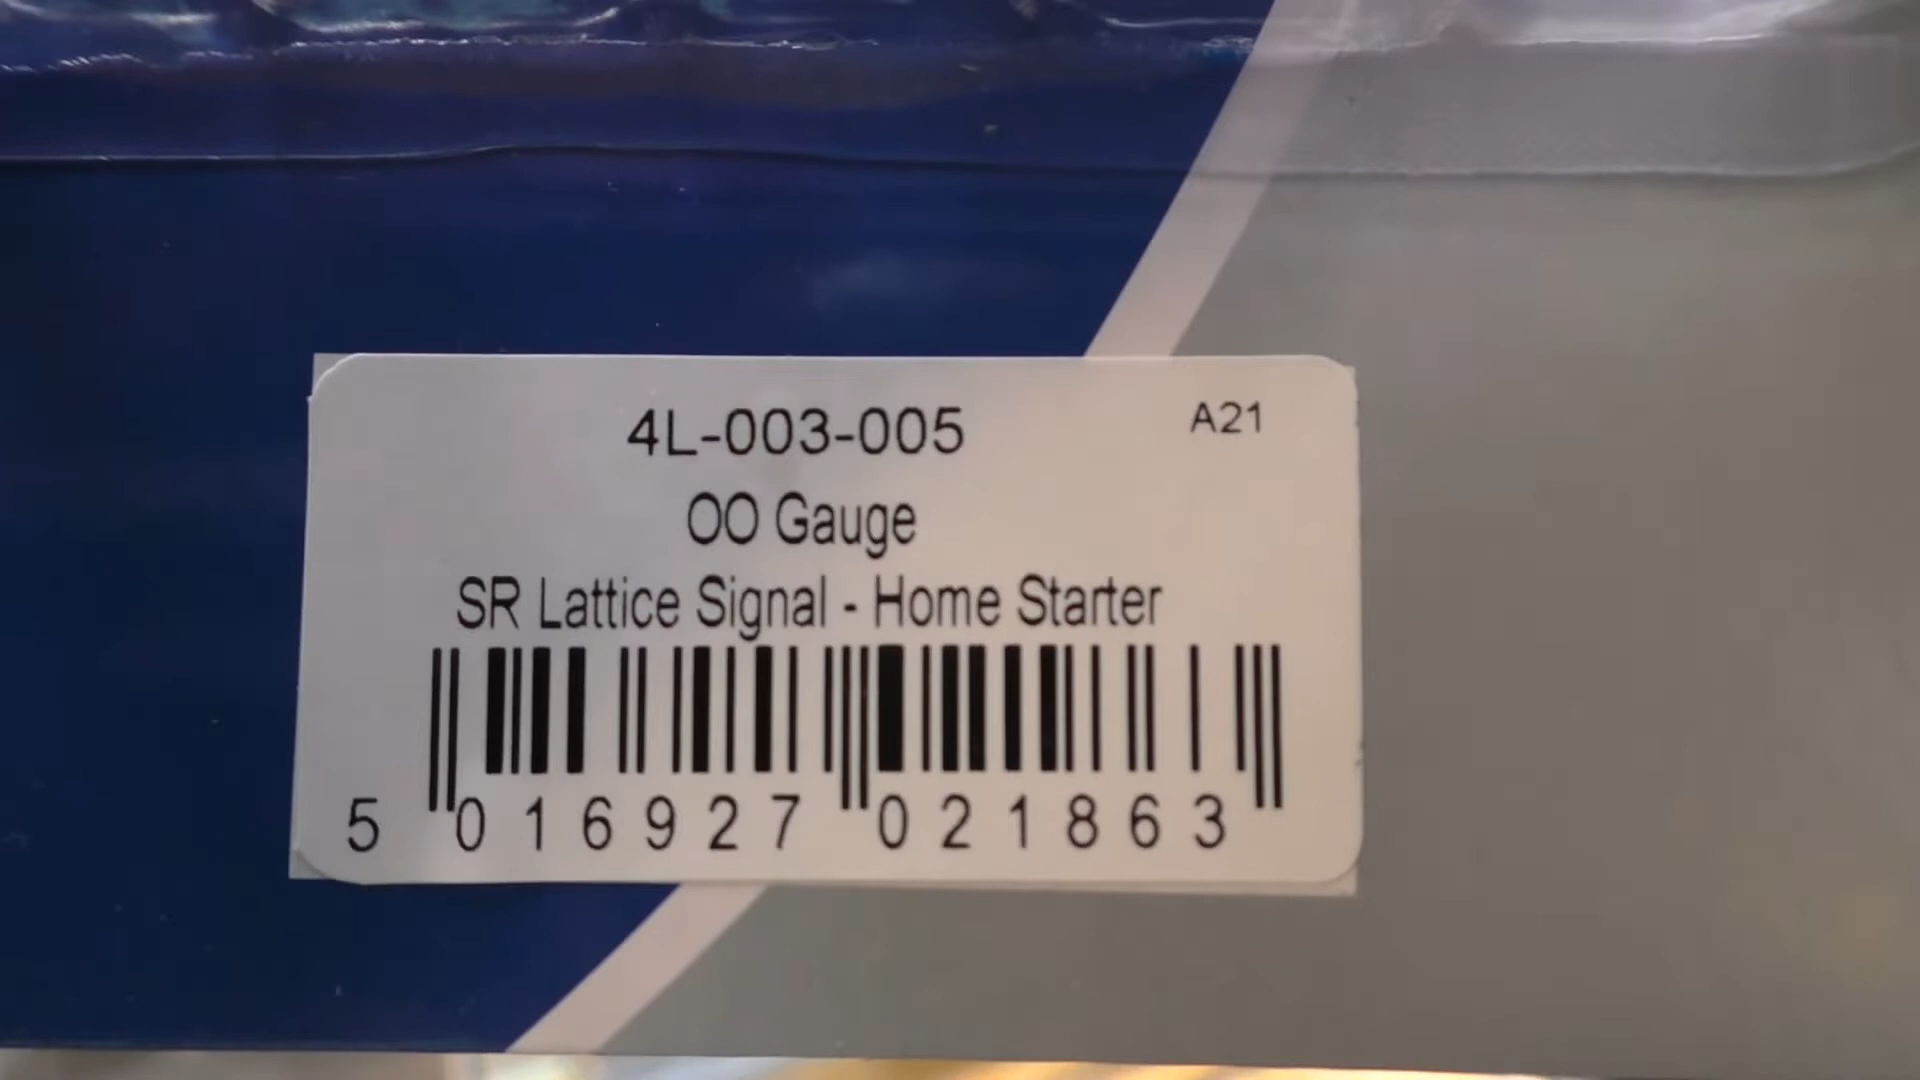 4L-003-005 A21
OO Gauge
SR Lattice Signal - Home Starter
5 016927 021863